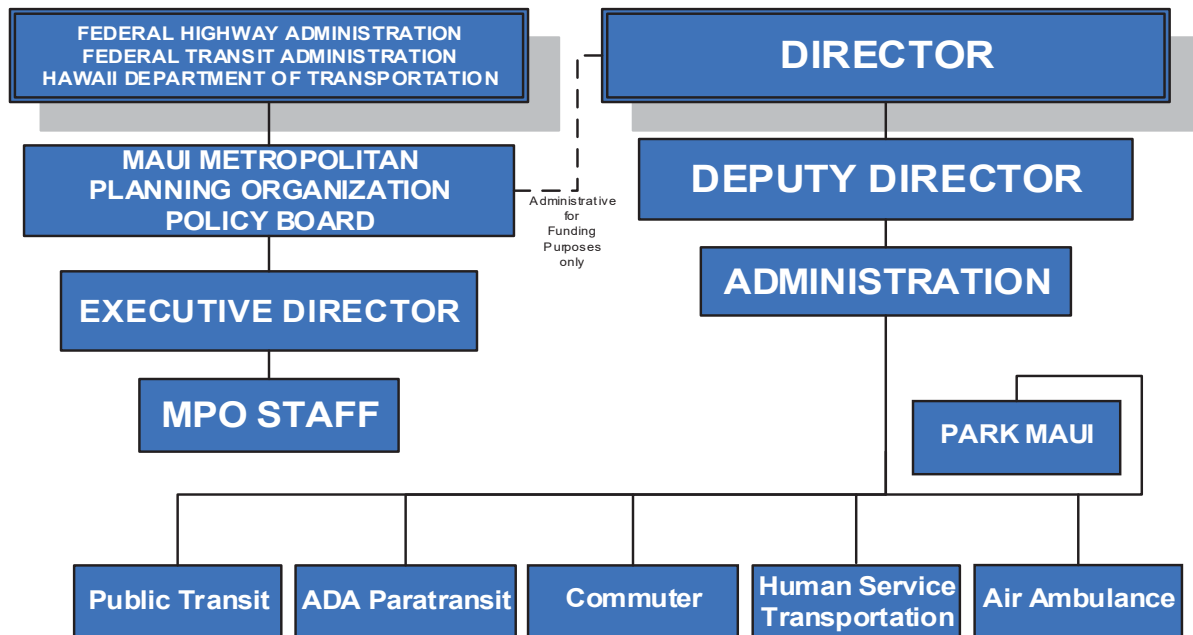 FEDERAL HIGHWAY ADMINISTRATION
FEDERAL TRANSIT ADMINISTRATION
HAWAII DEPARTMENT OF TRANSPORTATION
DIRECTOR
MAUI METROPOLITAN
PLANNING ORGANIZATION
POLICY BOARD
Administrative
for
Funding
Purposes
only
DEPUTY DIRECTOR
ADMINISTRATION
EXECUTIVE DIRECTOR
MPO STAFF
PARK MAUI
Public Transit
ADA Paratransit
Commuter
Human Service
Transportation
Air Ambulance